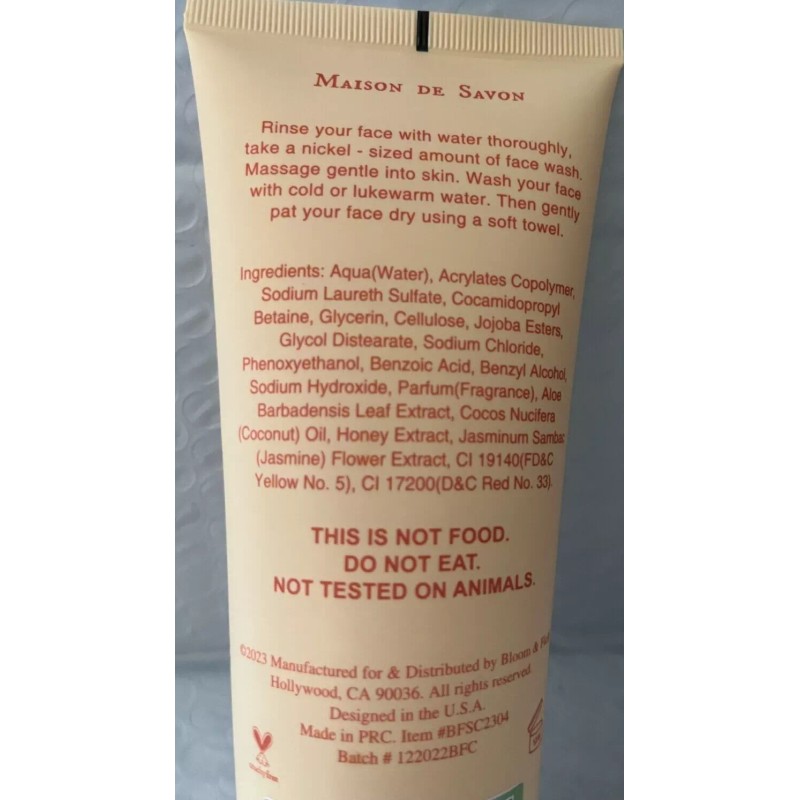 MAISON DE SAVON
Rinse your face with water thoroughly,
take a nickel - sized amount of face wash.
Massage gentle into skin. Wash your face
with cold or lukewarm water. Then gently
pat your face dry using a soft towel.
Ingredients: Aqua(Water), Acrylates Copolymer,
Sodium Laureth Sulfate, Cocamidopropyl
Betaine, Glycerin, Cellulose, Jojoba Esters,
Glycol Distearate, Sodium Chloride,
Phenoxyethanol, Benzoic Acid, Benzyl Alcohol,
Sodium Hydroxide, Parfum(Fragrance), Aloe
Barbadensis Leaf Extract, Cocos Nucifera
(Coconut) Oil, Honey Extract, Jasminum Sambac
(Jasmine) Flower Extract, CI 19140(FD&C
Yellow No. 5), CI 17200(D&C Red No. 33).
THIS IS NOT FOOD.
DO NOT EAT.
NOT TESTED ON ANIMALS.
©2023 Manufactured for & Distributed by Bloom &
Hollywood, CA 90036. All rights reserved.
Designed in the U.S.A.
Made in PRC. Item #BFSC2304
Batch # 122022BFC